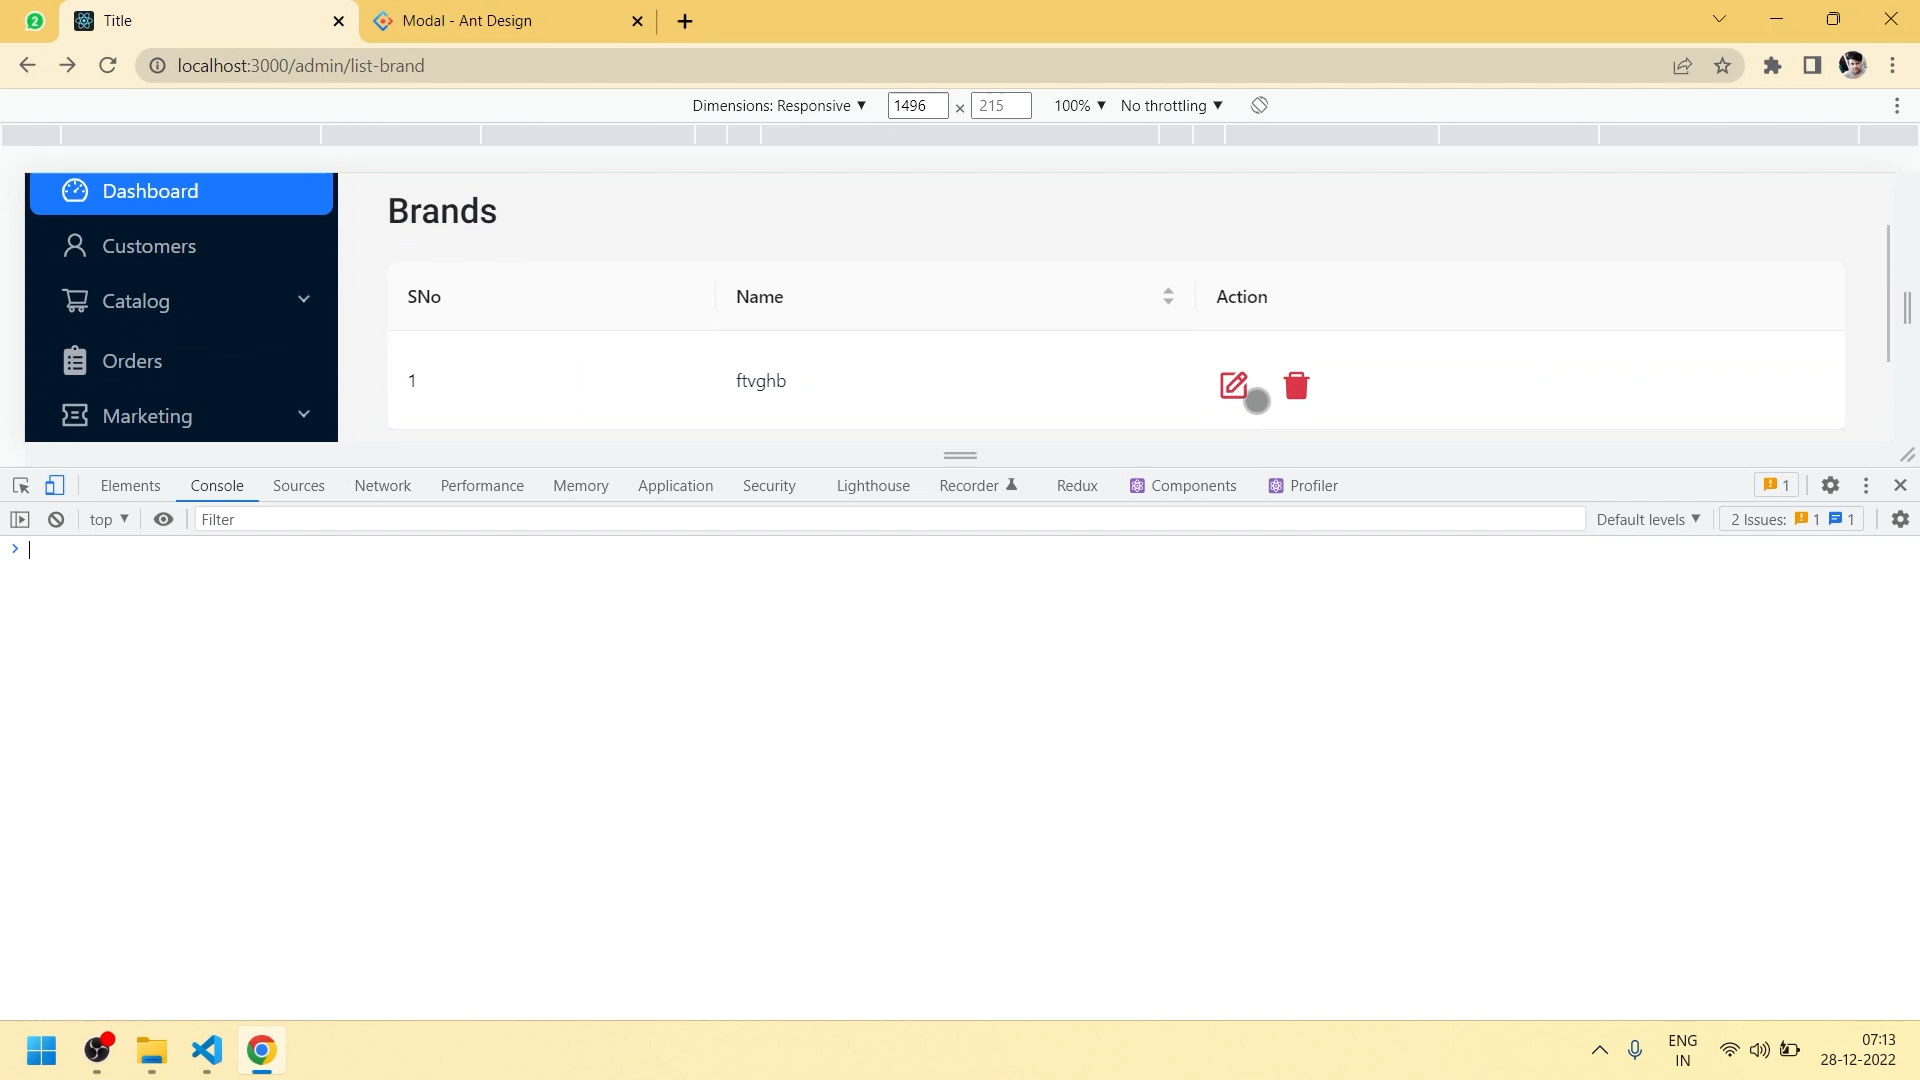 2
Title
Modal - Ant Design
localhost:3000/admin/list-brand
Dimensions: Responsive ▼ 1496 × 215 100% ▼ No throttling ▼
Dashboard
Customers
Catalog
Orders
Marketing
Brands
SNo Name Action
1 ftvghb
Elements Console Sources Network Performance Memory Application Security Lighthouse Recorder Redux Components Profiler 1
top ▼ Filter Default levels ▼ 2 Issues: 1 1
ENG
IN
07:13
28-12-2022